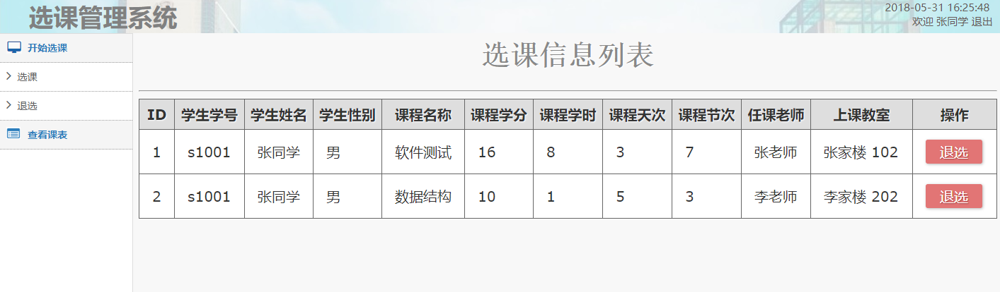 选课管理系统
2018-05-31 16:25:48
欢迎 张同学 退出
开始选课
选课
退选
查看课表
选课信息列表
ID 学生学号 学生姓名 学生性别 课程名称 课程学分 课程学时 课程天次 课程节次 任课老师 上课教室 操作
1 s1001 张同学 男 软件测试 16 8 3 7 张老师 张家楼 102 退选
2 s1001 张同学 男 数据结构 10 1 5 3 李老师 李家楼 202 退选